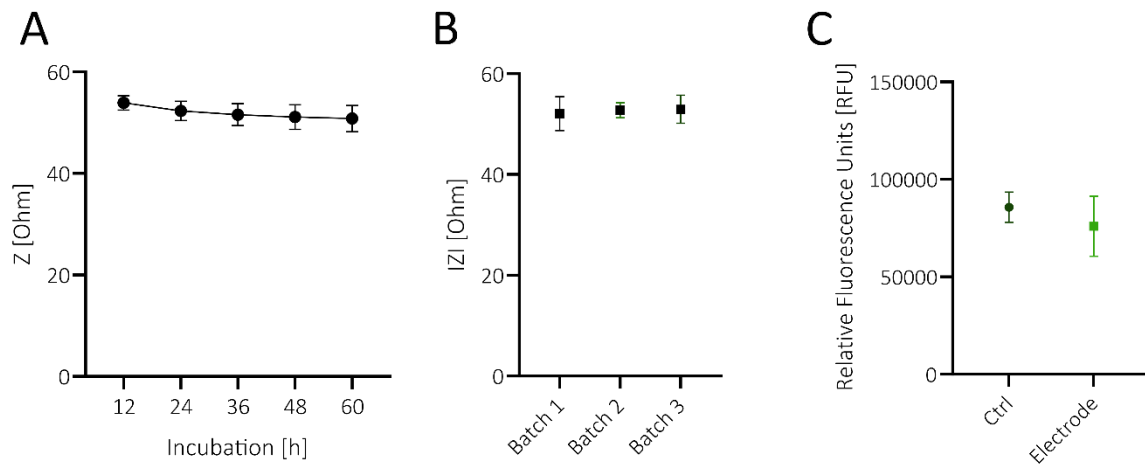 A
B
C
60
40
20
0
Z [Ohm]
12 24 36 48 60
Incubation [h]
60
40
20
0
IZI [Ohm]
Batch 1
Batch 2
Batch 3
150000
100000
50000
0
Relative Fluorescence Units [RFU]
Ctrl
Electrode